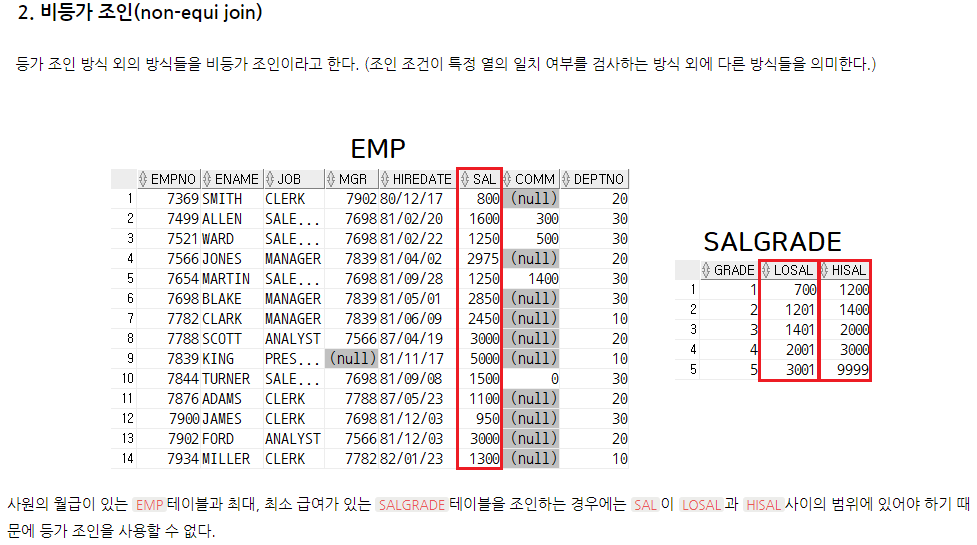 2. 비등가 조인(non-equi join)
등가 조인 방식 외의 방식들을 비등가 조인이라고 한다. (조인 조건이 특정 열의 일치 여부를 검사하는 방식 외에 다른 방식들을 의미한다.)
EMP
EMPNO ENAME JOB MGR HIREDATE SAL COMM DEPTNO
1 7369 SMITH CLERK 7902 80/12/17 800 (null) 20
2 7499 ALLEN SALE... 7698 81/02/20 1600 300 30
3 7521 WARD SALE... 7698 81/02/22 1250 500 30
4 7566 JONES MANAGER 7839 81/04/02 2975 (null) 20
5 7654 MARTIN SALE... 7698 81/09/28 1250 1400 30
6 7698 BLAKE MANAGER 7839 81/05/01 2850 (null) 30
7 7782 CLARK MANAGER 7839 81/06/09 2450 (null) 10
8 7788 SCOTT ANALYST 7566 87/04/19 3000 (null) 20
9 7839 KING PRES... (null) 81/11/17 5000 (null) 10
10 7844 TURNER SALE... 7698 81/09/08 1500 0 30
11 7876 ADAMS CLERK 7788 87/05/23 1100 (null) 20
12 7900 JAMES CLERK 7698 81/12/03 950 (null) 30
13 7902 FORD ANALYST 7566 81/12/03 3000 (null) 20
14 7934 MILLER CLERK 7782 82/01/23 1300 (null) 10
SALGRADE
GRADE LOSAL HISAL
1 1 700 1200
2 2 1201 1400
3 3 1401 2000
4 4 2001 3000
5 5 3001 9999
사원의 월급이 있는 EMP 테이블과 최대, 최소 급여가 있는 SALGRADE 테이블을 조인하는 경우에는 SAL 이 LOSAL 과 HISAL 사이의 범위에 있어야 하기 때
문에 등가 조인을 사용할 수 없다.